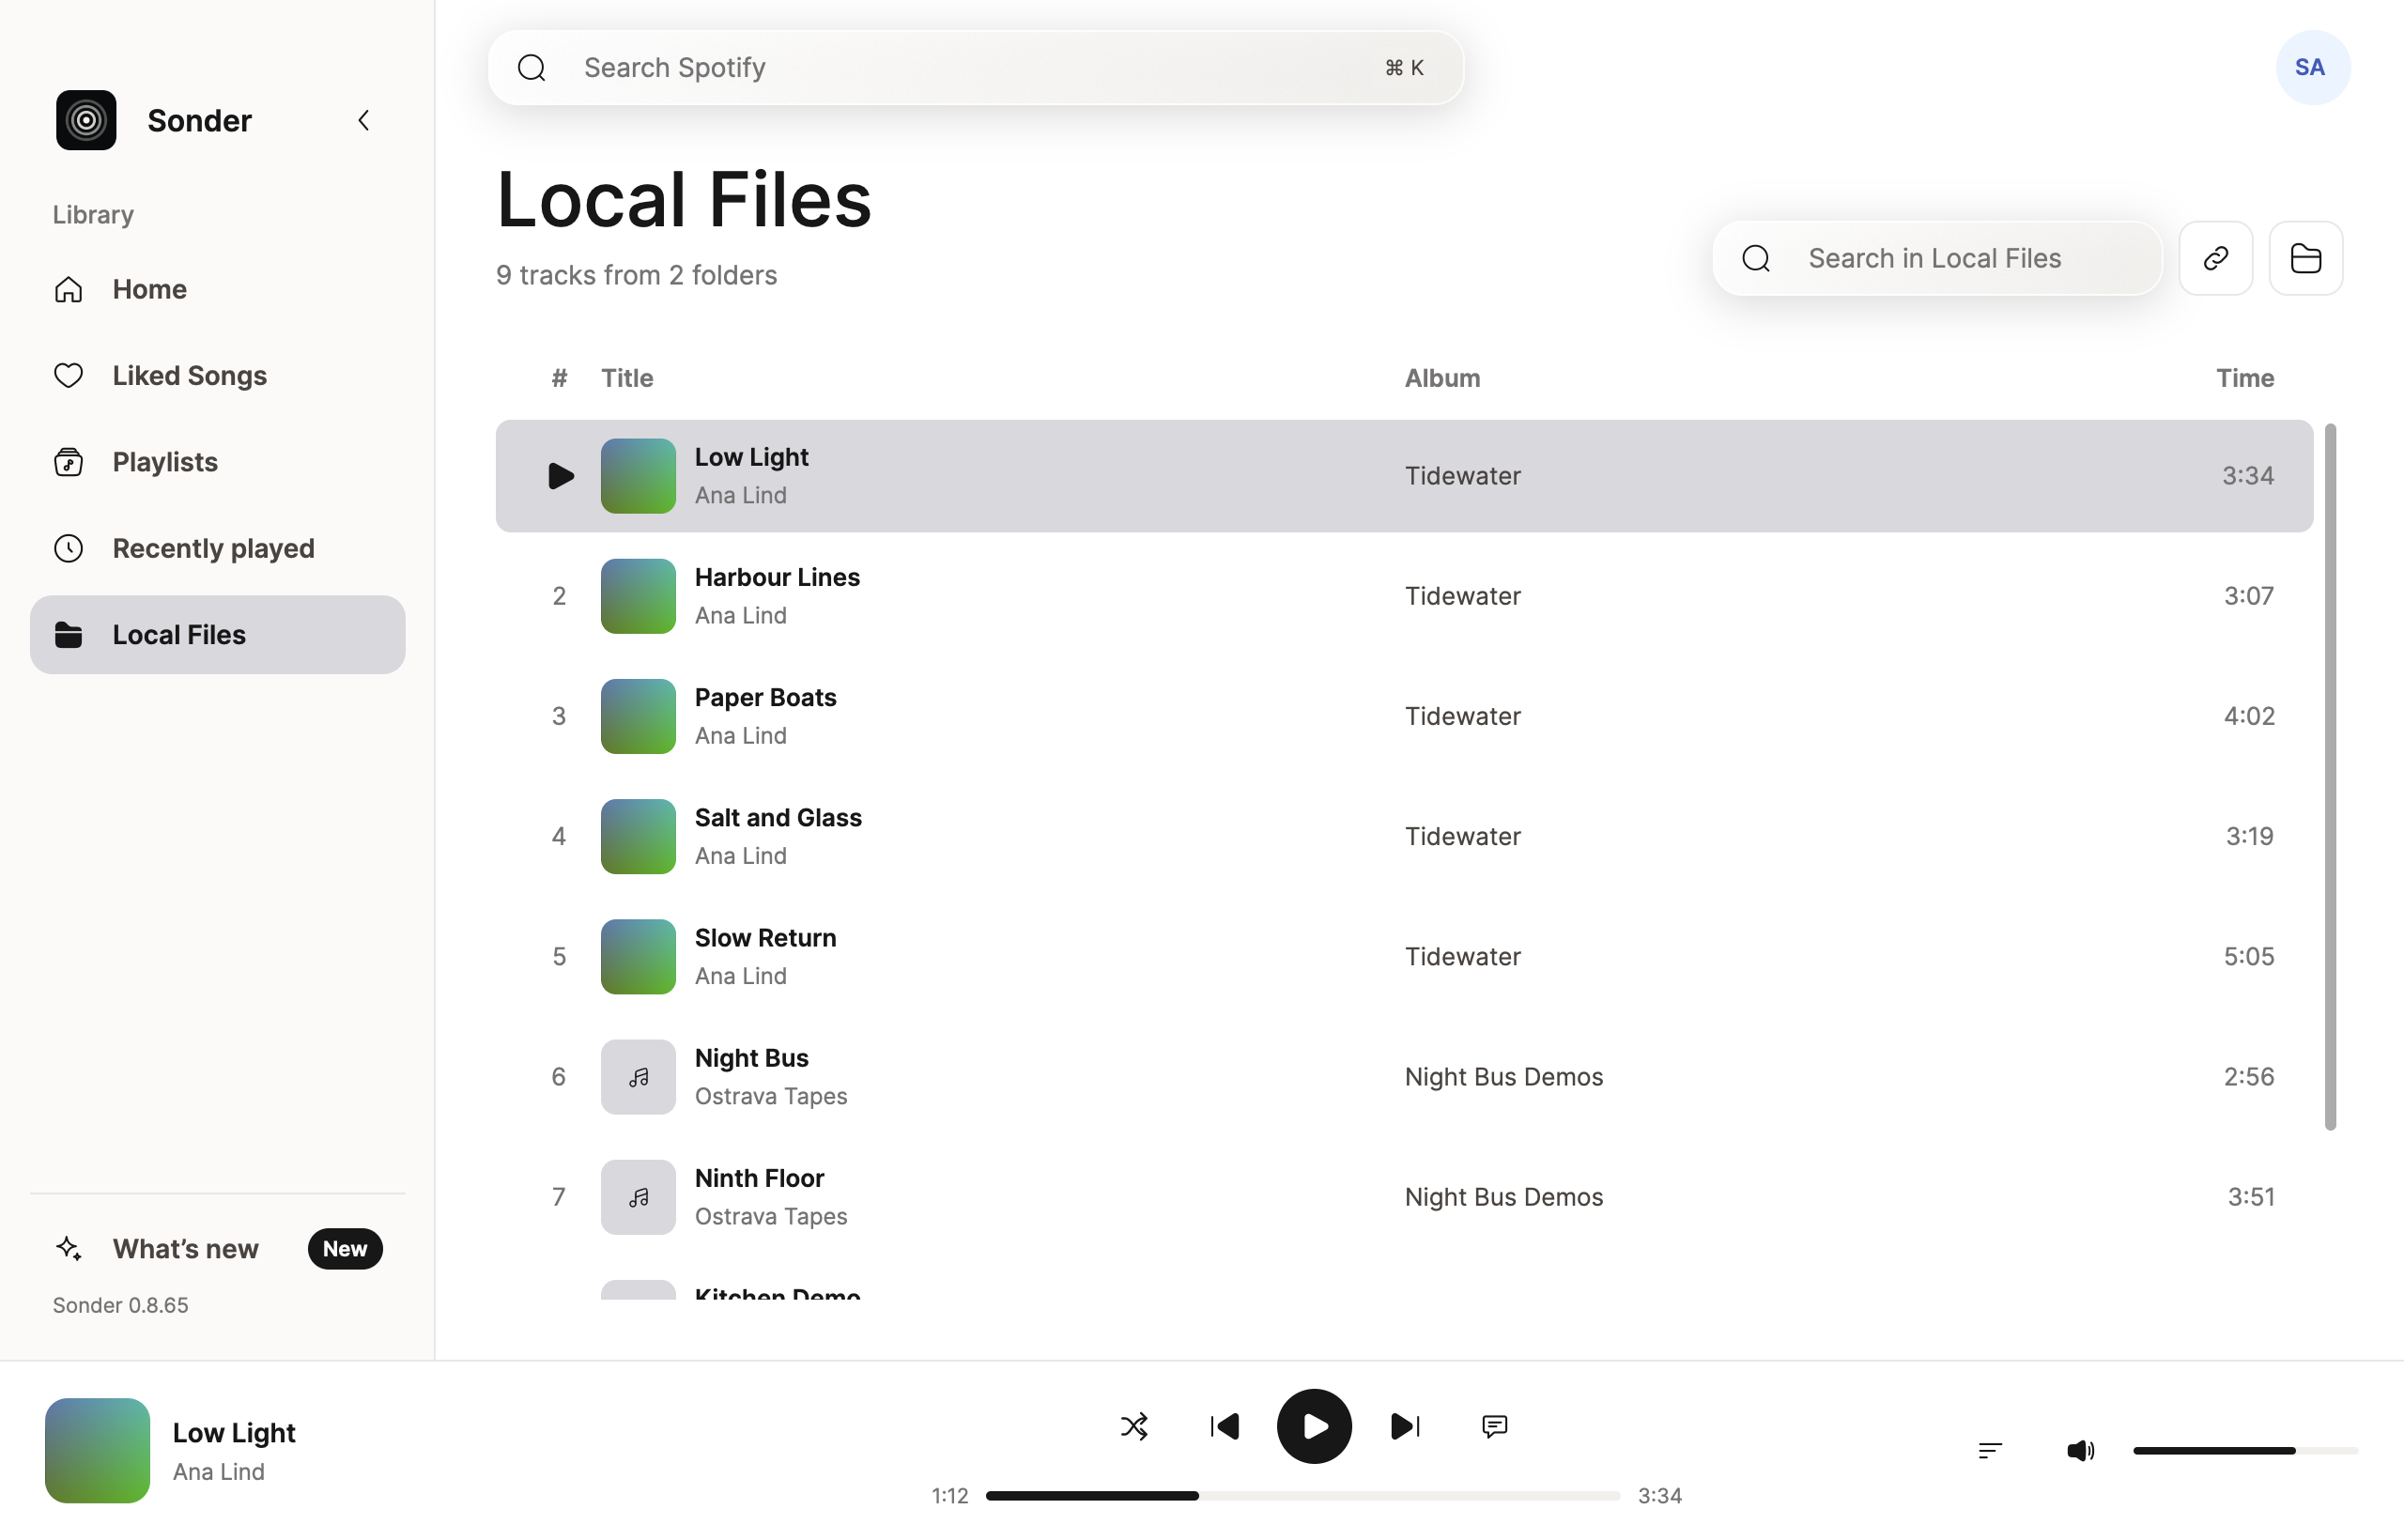 Sonder
Library
Home
Liked Songs
Playlists
Recently played
Local Files
What’s new
New
Sonder 0.8.65
Search Spotify
⌘ K
SA
Local Files
9 tracks from 2 folders
Search in Local Files
# Title Album Time
Low Light
Ana Lind
Tidewater
3:34
2
Harbour Lines
Ana Lind
Tidewater
3:07
3
Paper Boats
Ana Lind
Tidewater
4:02
4
Salt and Glass
Ana Lind
Tidewater
3:19
5
Slow Return
Ana Lind
Tidewater
5:05
6
Night Bus
Ostrava Tapes
Night Bus Demos
2:56
7
Ninth Floor
Ostrava Tapes
Night Bus Demos
3:51
Kitchen Demo
Low Light
Ana Lind
1:12
3:34